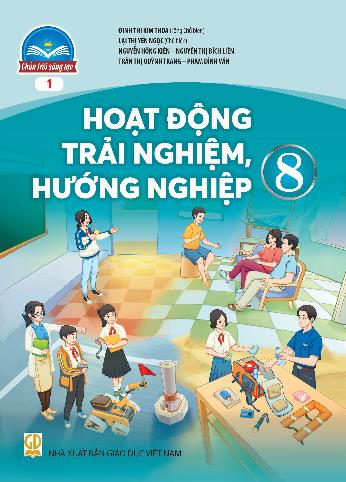 ĐINH THỊ KIM THOA (Tổng Chủ biên)
LẠI THỊ YẾN NGỌC (Chủ biên)
NGUYỄN HỒNG KIÊN - NGUYỄN THỊ BÍCH LIÊN
TRẦN THỊ QUỲNH TRANG - PHẠM ĐÌNH VĂN
Chân trời sáng tạo
1
HOẠT ĐỘNG
TRẢI NGHIỆM,
HƯỚNG NGHIỆP 8
GD
NHÀ XUẤT BẢN GIÁO DỤC VIỆT NAM